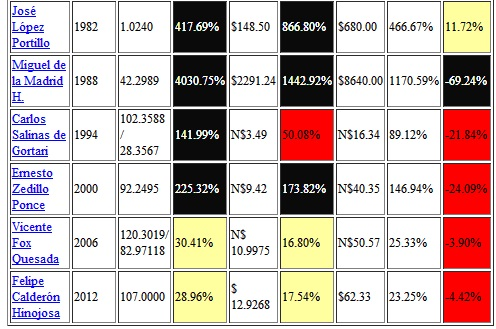 José López Portillo 1982 1.0240 417.69% $148.50 866.80% $680.00 466.67% 11.72%
Miguel de la Madrid H. 1988 42.2989 4030.75% $2291.24 1442.92% $8640.00 1170.59% -69.24%
Carlos Salinas de Gortari 1994 102.3588 / 28.3567 141.99% N$3.49 50.08% N$16.34 89.12% -21.84%
Ernesto Zedillo Ponce 2000 92.2495 225.32% N$9.42 173.82% N$40.35 146.94% -24.09%
Vicente Fox Quesada 2006 120.3019/ 82.97118 30.41% N$ 10.9975 16.80% N$50.57 25.33% -3.90%
Felipe Calderón Hinojosa 2012 107.0000 28.96% $ 12.9268 17.54% $62.33 23.25% -4.42%